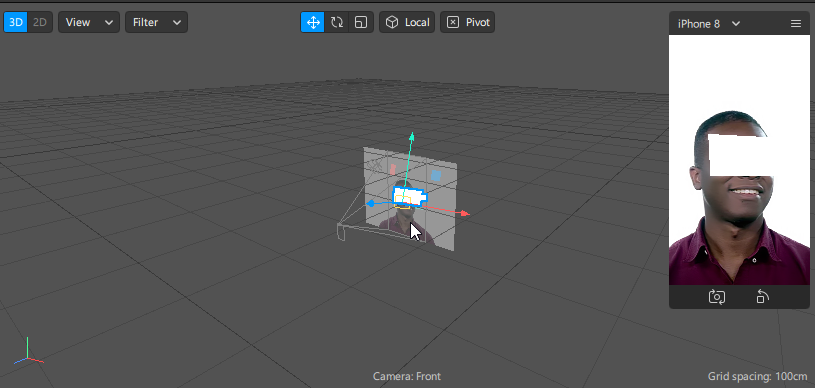 3D 2D View Filter Local Pivot iPhone 8
Camera: Front Grid spacing: 100cm